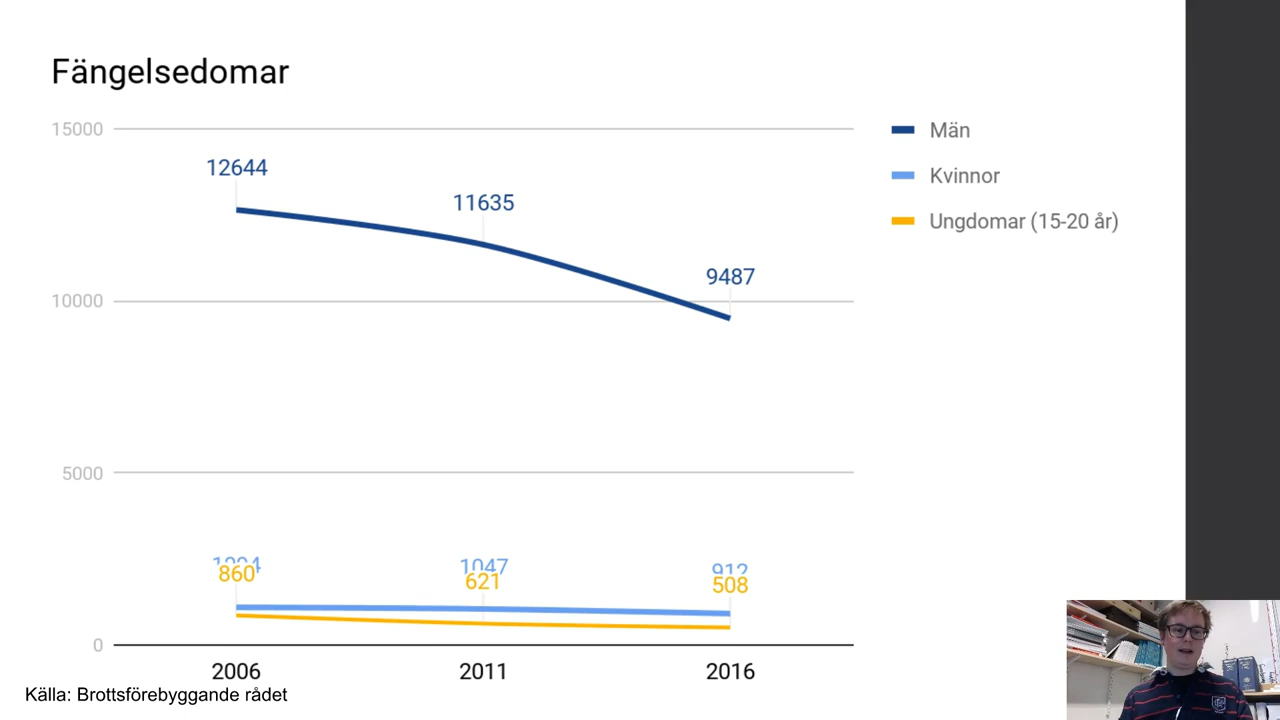 Fängelsedomar
15000
12644
11635
9487
10000
5000
1047
912
860
621
508
0
2006 2011 2016
Män
Kvinnor
Ungdomar (15-20 år)
Källa: Brottsförebyggande rådet